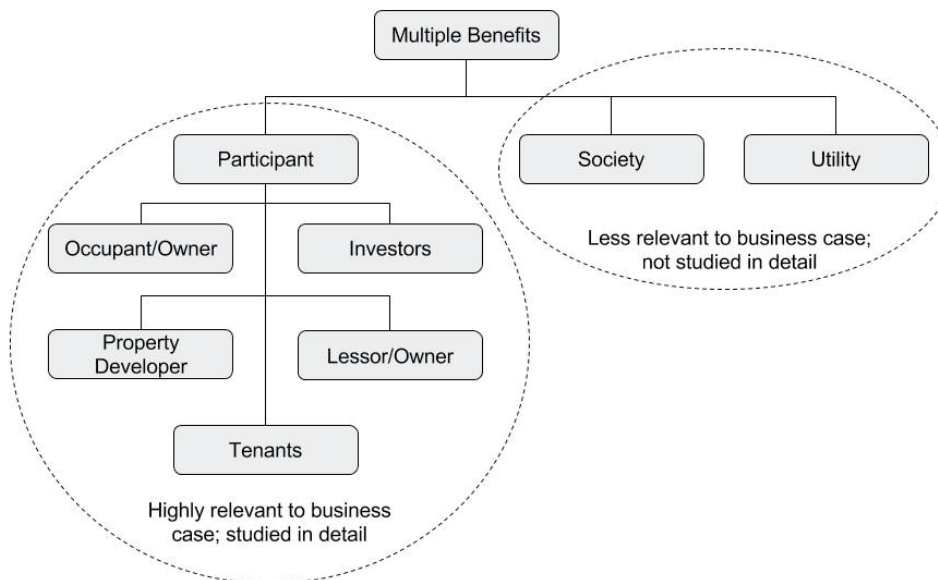 Multiple Benefits
Participant
Society
Utility
Occupant/Owner
Investors
Less relevant to business case;
not studied in detail
Property
Developer
Lessor/Owner
Tenants
Highly relevant to business
case; studied in detail